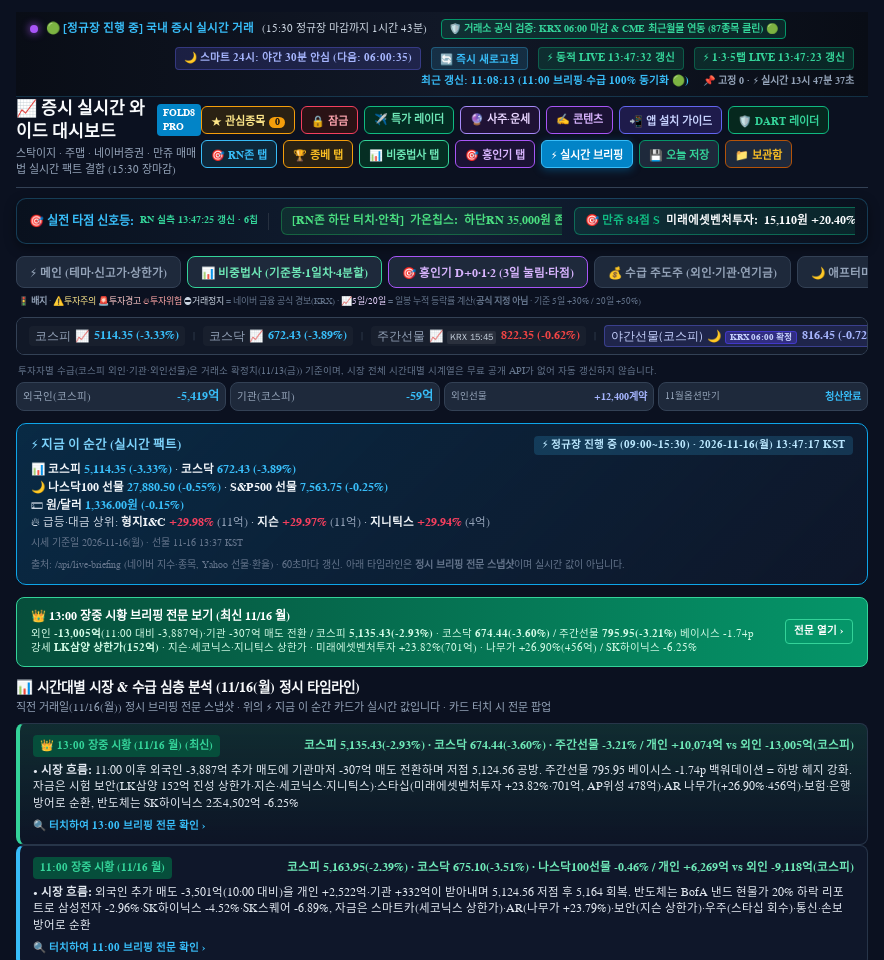 🟢 [정규장 진행 중] 국내 증시 실시간 거래 (15:30 정규장 마감까지 1시간 43분)
🛡️ 거래소 공식 검증: KRX 06:00 마감 & CME 최근월물 연동 (87종목 클린) 🟢
🌙 스마트 24시: 야간 30분 안심 (다음: 06:00:35)
🔄 즉시 새로고침
⚡ 동적 LIVE 13:47:32 갱신
⚡ 1·3·5탭 LIVE 13:47:23 갱신
최근 갱신: 11:08:13 (11:00 브리핑·수급 100% 동기화 🟢) 📌 고정 0 · ⚡ 실시간 13시 47분 37초
📈 증시 실시간 와이드 대시보드
FOLD8 PRO
스탁이지 · 주맵 · 네이버증권 · 만쥬 매매법 실시간 팩트 결합 (15:30 장마감)
★ 관심종목 0
🔒 잠금
✈️ 특가 레이더
🔮 사주·운세
✍️ 콘텐츠
📲 앱 설치 가이드
🛡️ DART 레이더
🎯 RN존 탭
🏆 종베 탭
📊 비중법사 탭
🎯 홍인기 탭
⚡ 실시간 브리핑
💾 오늘 저장
📁 보관함
🎯 실전 타점 신호등: RN 실측 13:47:25 갱신 · 6칩
[RN존 하단 터치·안착] 가온칩스: 하단RN 35,000원 존
🎯 만쥬 84점 S 미래에셋벤처투자: 15,110원 +20.40%
⚡ 메인 (테마·신고가·상한가)
📊 비중법사 (기준봉·1일차·4분할)
🎯 홍인기 D+0·1·2 (3일 눌림·타점)
💰 수급 주도주 (외인·기관·연기금)
🌙 애프터마
🚦 배지 · ⚠️투자주의 🚨투자경고 ⛔거래정지 = 네이버 금융 공식 경보(KRX) · 📈5일/20일 = 일봉 누적 등락률 계산(공식 지정 아님 · 기준 5일 +30% / 20일 +50%)
코스피 📈 5114.35 (-3.33%)
코스닥 📈 672.43 (-3.89%)
주간선물 📈 KRX 15:45 822.35 (-0.62%)
야간선물(코스피) 🌙 KRX 06:00 확정 816.45 (-0.72
투자자별 수급(코스피 외인·기관·외인선물)은 거래소 확정치(11/13(금)) 기준이며, 시장 전체 시간대별 시계열은 무료 공개 API가 없어 자동 갱신하지 않습니다.
외국인(코스피) -5,419억
기관(코스피) -59억
외인선물 +12,400계약
11월옵션만기 청산완료
⚡ 지금 이 순간 (실시간 팩트)
⚡ 정규장 진행 중 (09:00~15:30) · 2026-11-16(월) 13:47:17 KST
📊 코스피 5,114.35 (-3.33%) · 코스닥 672.43 (-3.89%)
🌙 나스닥100 선물 27,880.50 (-0.55%) · S&P500 선물 7,563.75 (-0.25%)
💵 원/달러 1,336.00원 (-0.15%)
🔥 급등·대금 상위: 형지I&C +29.98% (11억) · 지슨 +29.97% (11억) · 지니틱스 +29.94% (4억)
시세 기준일 2026-11-16(월) · 선물 11-16 13:37 KST
출처: /api/live-briefing (네이버 지수·종목, Yahoo 선물·환율) · 60초마다 갱신. 아래 타임라인은 정시 브리핑 전문 스냅샷이며 실시간 값이 아닙니다.
👑 13:00 장중 시황 브리핑 전문 보기 (최신 11/16 월)
외인 -13,005억(11:00 대비 -3,887억)·기관 -307억 매도 전환 / 코스피 5,135.43(-2.93%) · 코스닥 674.44(-3.60%) / 주간선물 795.95(-3.21%) 베이시스 -1.74p
강세 LK삼양 상한가(152억) · 지슨·세코닉스·지니틱스 상한가 · 미래에셋벤처투자 +23.82%(701억) · 나무가 +26.90%(456억) / SK하이닉스 -6.25%
전문 열기 ›
📊 시간대별 시장 & 수급 심층 분석 (11/16(월) 정시 타임라인)
직전 거래일(11/16(월)) 정시 브리핑 전문 스냅샷 · 위의 ⚡ 지금 이 순간 카드가 실시간 값입니다 · 카드 터치 시 전문 팝업
👑 13:00 장중 시황 (11/16 월) (최신)
코스피 5,135.43(-2.93%) · 코스닥 674.44(-3.60%) · 주간선물 -3.21% / 개인 +10,074억 vs 외인 -13,005억(코스피)
• 시장 흐름: 11:00 이후 외국인 -3,887억 추가 매도에 기관마저 -307억 매도 전환하며 저점 5,124.56 공방. 주간선물 795.95 베이시스 -1.74p 백워데이션 = 하방 헤지 강화.
자금은 시험 보안(LK삼양 152억 진성 상한가·지슨·세코닉스·지니틱스)·스타십(미래에셋벤처투자 +23.82%·701억, AP위성 478억)·AR 나무가(+26.90%·456억)·보험·은행
방어로 순환, 반도체는 SK하이닉스 2조4,502억 -6.25%
🔍 터치하여 13:00 브리핑 전문 확인 ›
11:00 장중 시황 (11/16 월)
코스피 5,163.95(-2.39%) · 코스닥 675.10(-3.51%) · 나스닥100선물 -0.46% / 개인 +6,269억 vs 외인 -9,118억(코스피)
• 시장 흐름: 외국인 추가 매도 -3,501억(10:00 대비)을 개인 +2,522억·기관 +332억이 받아내며 5,124.56 저점 후 5,164 회복. 반도체는 BofA 낸드 현물가 20% 하락 리포
트로 삼성전자 -2.96%·SK하이닉스 -4.52%·SK스퀘어 -6.89%, 자금은 스마트카(세코닉스 상한가)·AR(나무가 +23.79%)·보안(지슨 상한가)·우주(스타십 회수)·통신·손보
방어로 순환
🔍 터치하여 11:00 브리핑 전문 확인 ›